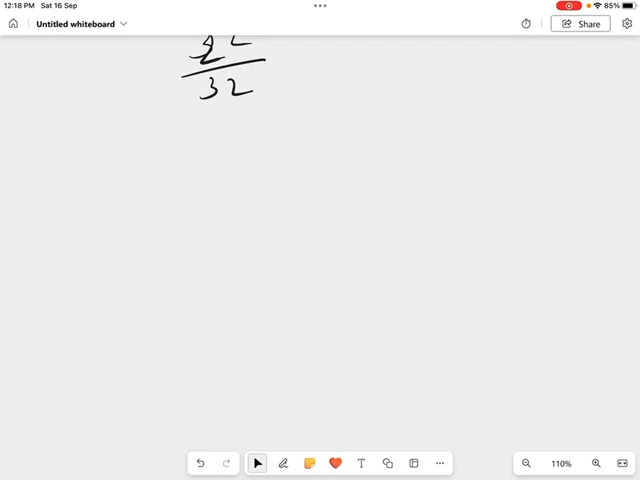 12:18 PM Sat 16 Sep
85%
Untitled whiteboard
Share
32
T
110%